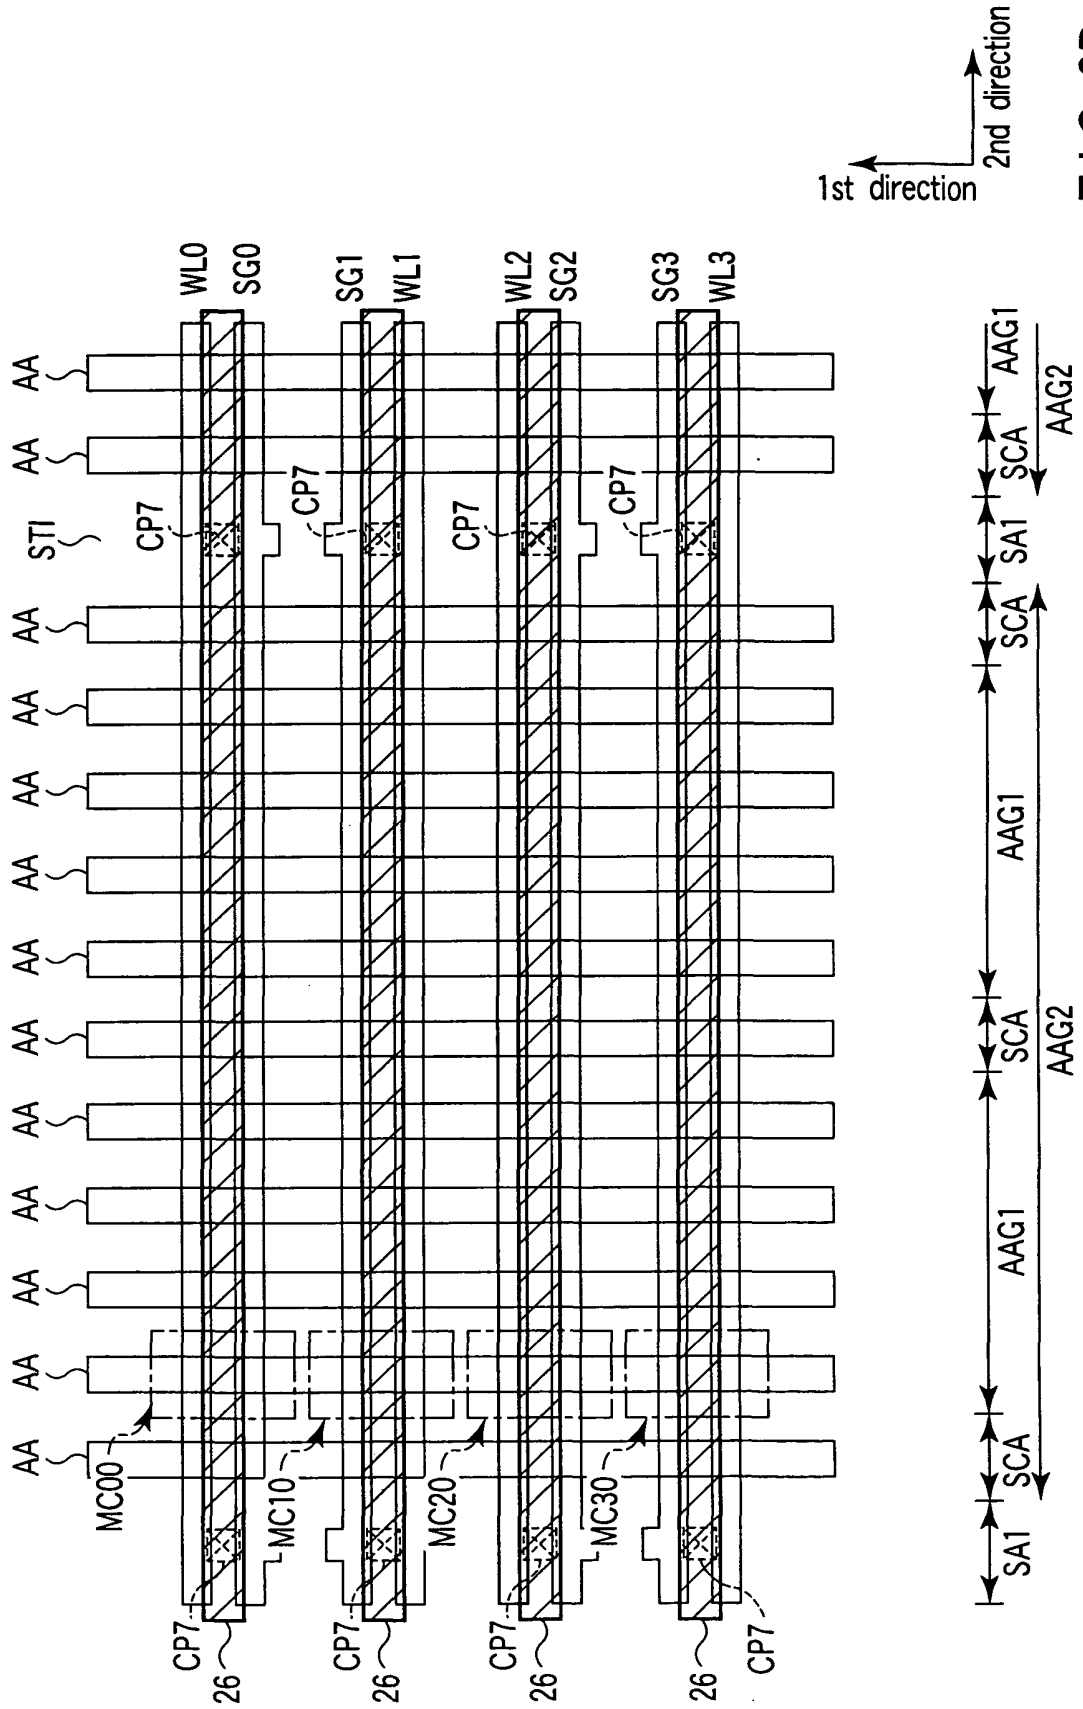 AA AA AA AA AA AA AA AA AA AA AA STI AA AA
MC00
CP7
CP7
WL0
26
SG0
MC10
CP7
CP7
SG1
26
WL1
MC20
CP7
CP7
WL2
26
SG2
MC30
CP7
SG3
26
WL3
CP7
1st direction
2nd direction
SA1 SCA AAG1 SCA AAG1 SCA SA1 SCA AAG1
AAG2 AAG2